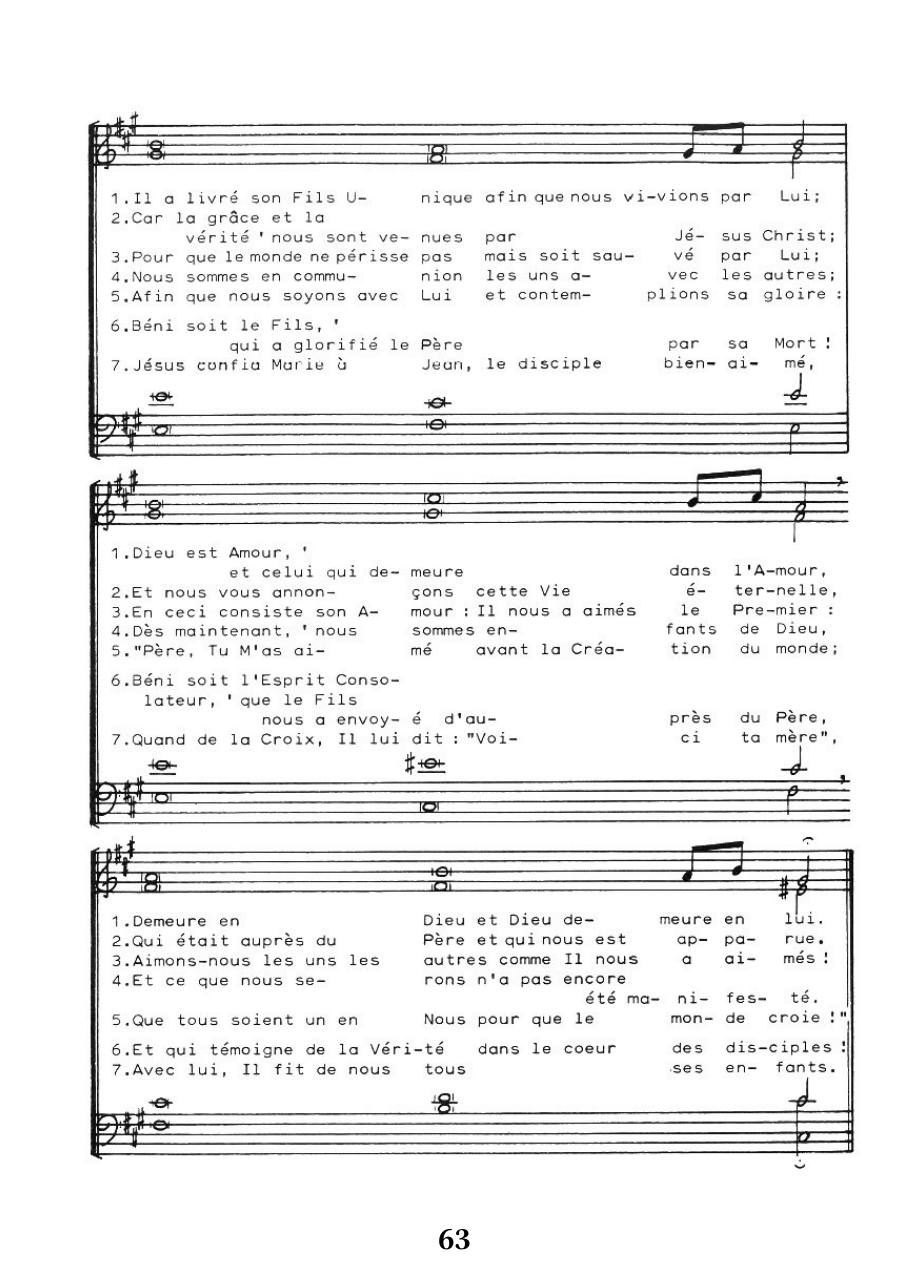 1.Il a livré son Fils U- nique afin que nous vi-vions par Lui;
2.Car la grâce et la
vérité ' nous sont ve- nues par Jé- sus Christ;
3.Pour que le monde ne périsse pas mais soit sau- vé par Lui;
4.Nous sommes en commu- nion les uns a- vec les autres;
5.Afin que nous soyons avec Lui et contem- plions sa gloire :
6.Béni soit le Fils, '
qui a glorifié le Père par sa Mort !
7.Jésus confia Marie à Jean, le disciple bien- ai- mé,
1.Dieu est Amour, '
et celui qui de- meure dans l'A-mour,
2.Et nous vous annon- çons cette Vie é- ter-nelle,
3.En ceci consiste son A- mour : Il nous a aimés le Pre-mier :
4.Dès maintenant, ' nous sommes en- fants de Dieu,
5."Père, Tu M'as ai- mé avant la Créa- tion du monde;
6.Béni soit l'Esprit Conso-
lateur, ' que le Fils
nous a envoy- é d'au- près du Père,
7.Quand de la Croix, Il lui dit : "Voi- ci ta mère",
1.Demeure en Dieu et Dieu de- meure en lui.
2.Qui était auprès du Père et qui nous est ap- pa- rue.
3.Aimons-nous les uns les autres comme Il nous a ai- més !
4.Et ce que nous se- rons n'a pas encore
été ma- ni- fes- té.
5.Que tous soient un en Nous pour que le mon- de croie !"
6.Et qui témoigne de la Véri-té dans le coeur des dis-ciples !
7.Avec lui, Il fit de nous tous ses en- fants.
63